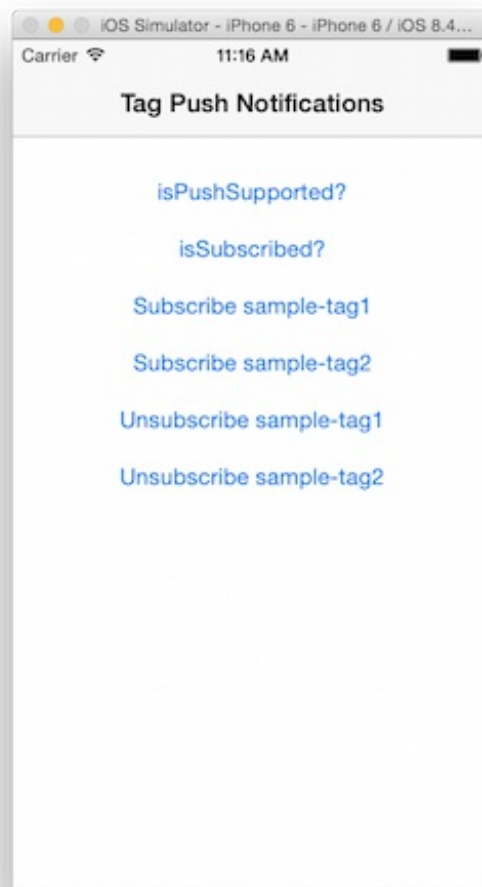 iOS Simulator - iPhone 6 - iPhone 6 / iOS 8.4...
Carrier 11:16 AM
Tag Push Notifications
isPushSupported?
isSubscribed?
Subscribe sample-tag1
Subscribe sample-tag2
Unsubscribe sample-tag1
Unsubscribe sample-tag2